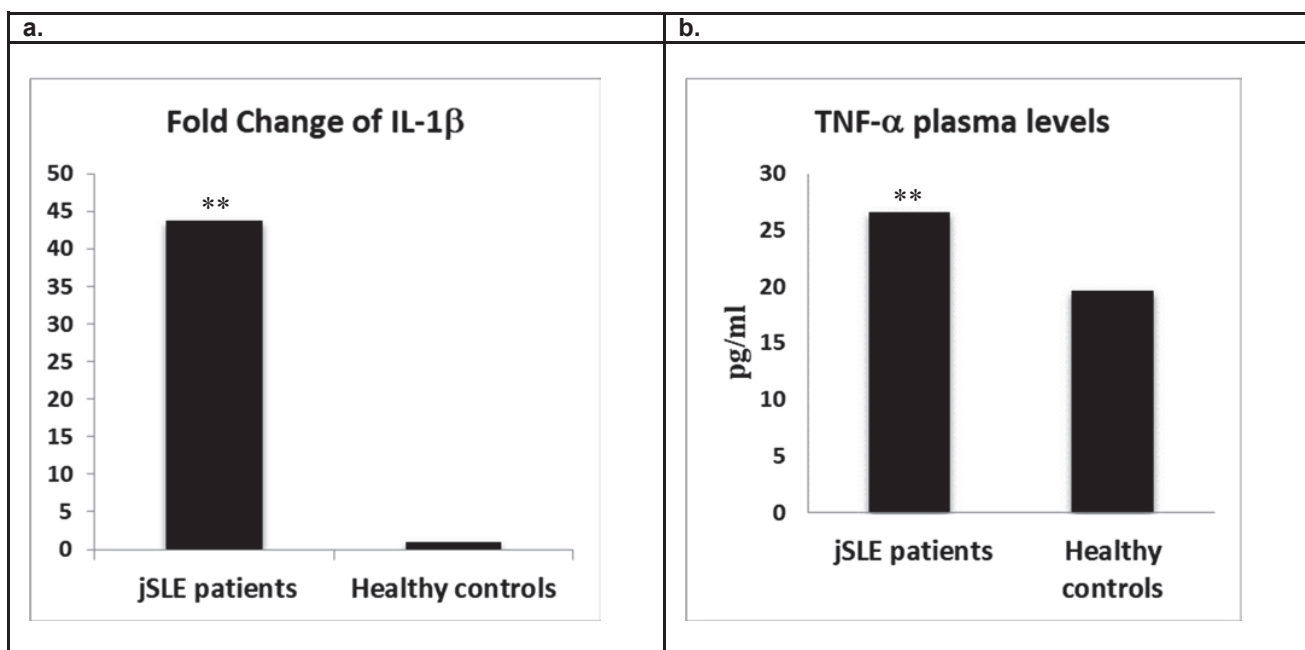 a.
b.
Fold Change of IL-1β
50
45
40
35
30
25
20
15
10
5
0
**
jSLE patients
Healthy controls
TNF-α plasma levels
pg/ml
30
25
20
15
10
5
0
**
jSLE patients
Healthy
controls